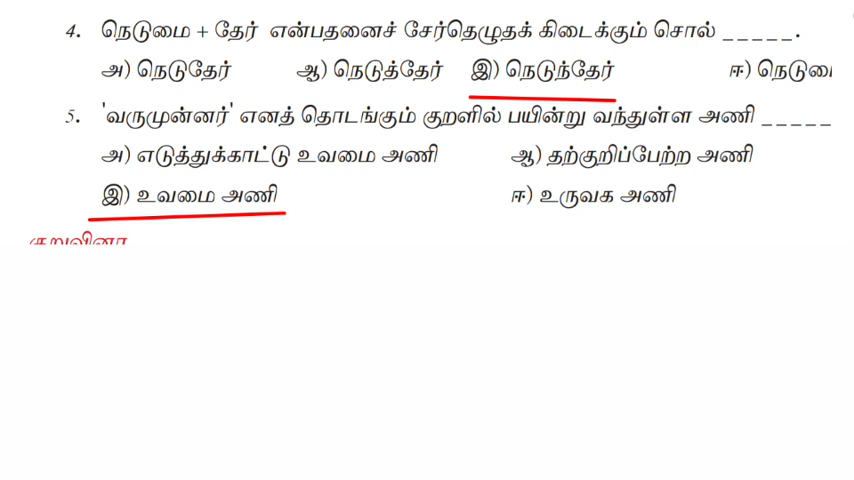 4. நெடுமை + தேர் என்பதனைச் சேர்தெழுதக் கிடைக்கும் சொல் _____.
அ) நெடுதேர் ஆ) நெடுத்தேர் இ) நெடுந்தேர் ஈ)
5. 'வருமுன்னர்' எனத் தொடங்கும் குறளில் பயின்று வந்துள்ள அணி _____
அ) எடுத்துக்காட்டு உவமை அணி ஆ) தற்குறிப்பேற்ற அணி
இ) உவமை அணி ஈ) உருவக அணி
குறுவினா